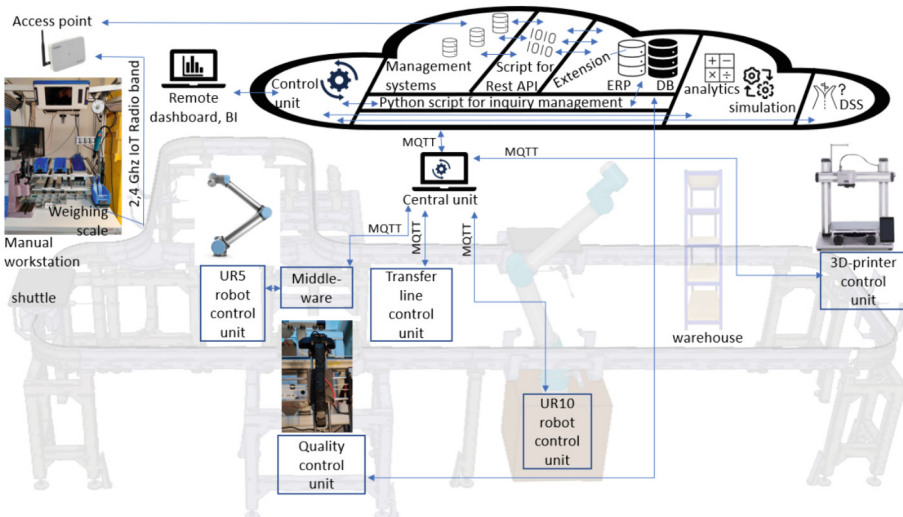 Access point
Remote
dashboard, BI
Control
unit
Management
systems
Script for
Rest API
Extension
ERP
DB
analytics
simulation
DSS
?
Python script for inquiry management
2,4 Ghz IoT Radio band
Weighing
scale
Manual
workstation
shuttle
MQTT
Central unit
MQTT
MQTT
MQTT
MQTT
UR5
robot
control
unit
Middle-
ware
Transfer
line
control
unit
warehouse
3D-printer
control
unit
UR10
robot
control
unit
Quality
control
unit